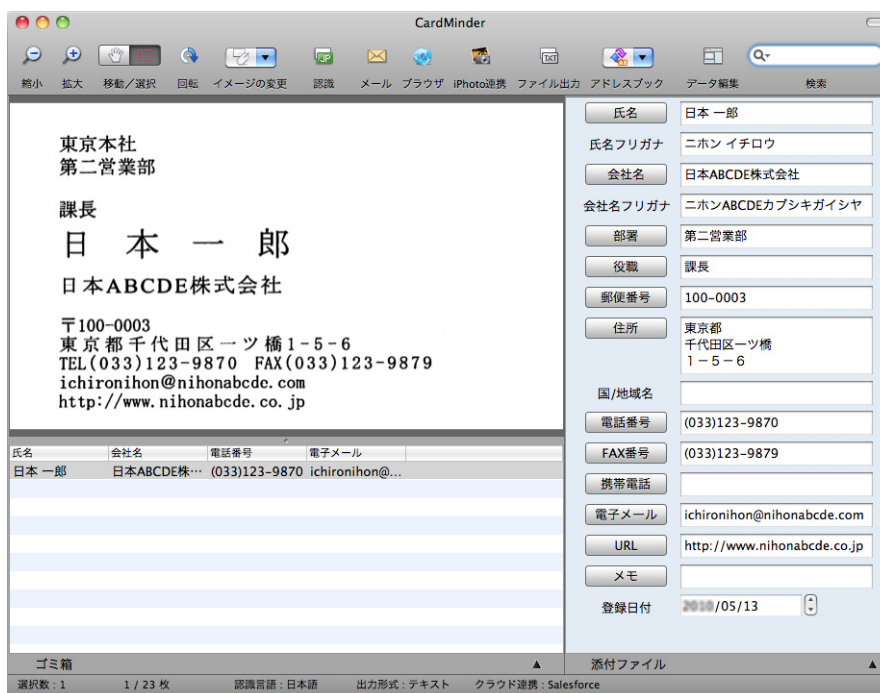 CardMinder
縮小 拡大 移動／選択 回転 イメージの変更 認識 メール ブラウザ iPhoto連携 ファイル出力 アドレスブック データ編集 検索
東京本社
第二営業部
課長
日 本 一 郎
日本ABCDE株式会社
〒100-0003
東京都千代田区一ツ橋1-5-6
TEL(033)123-9870 FAX(033)123-9879
ichironihon@nihonabcde.com
http://www.nihonabcde.co.jp
氏名 会社名 電話番号 電子メール
日本 一郎 日本ABCDE株… (033)123-9870 ichironihon@...
ゴミ箱
氏名 日本 一郎
氏名フリガナ ニホン イチロウ
会社名 日本ABCDE株式会社
会社名フリガナ ニホンABCDEカブシキガイシヤ
部署 第二営業部
役職 課長
郵便番号 100-0003
住所 東京都
千代田区一ツ橋
１－５－６
国/地域名
電話番号 (033)123-9870
FAX番号 (033)123-9879
携帯電話
電子メール ichironihon@nihonabcde.com
URL http://www.nihonabcde.co.jp
メモ
登録日付 /05/13
添付ファイル
選択数：1 1 / 23 枚 認識言語：日本語 出力形式：テキスト クラウド連携：Salesforce